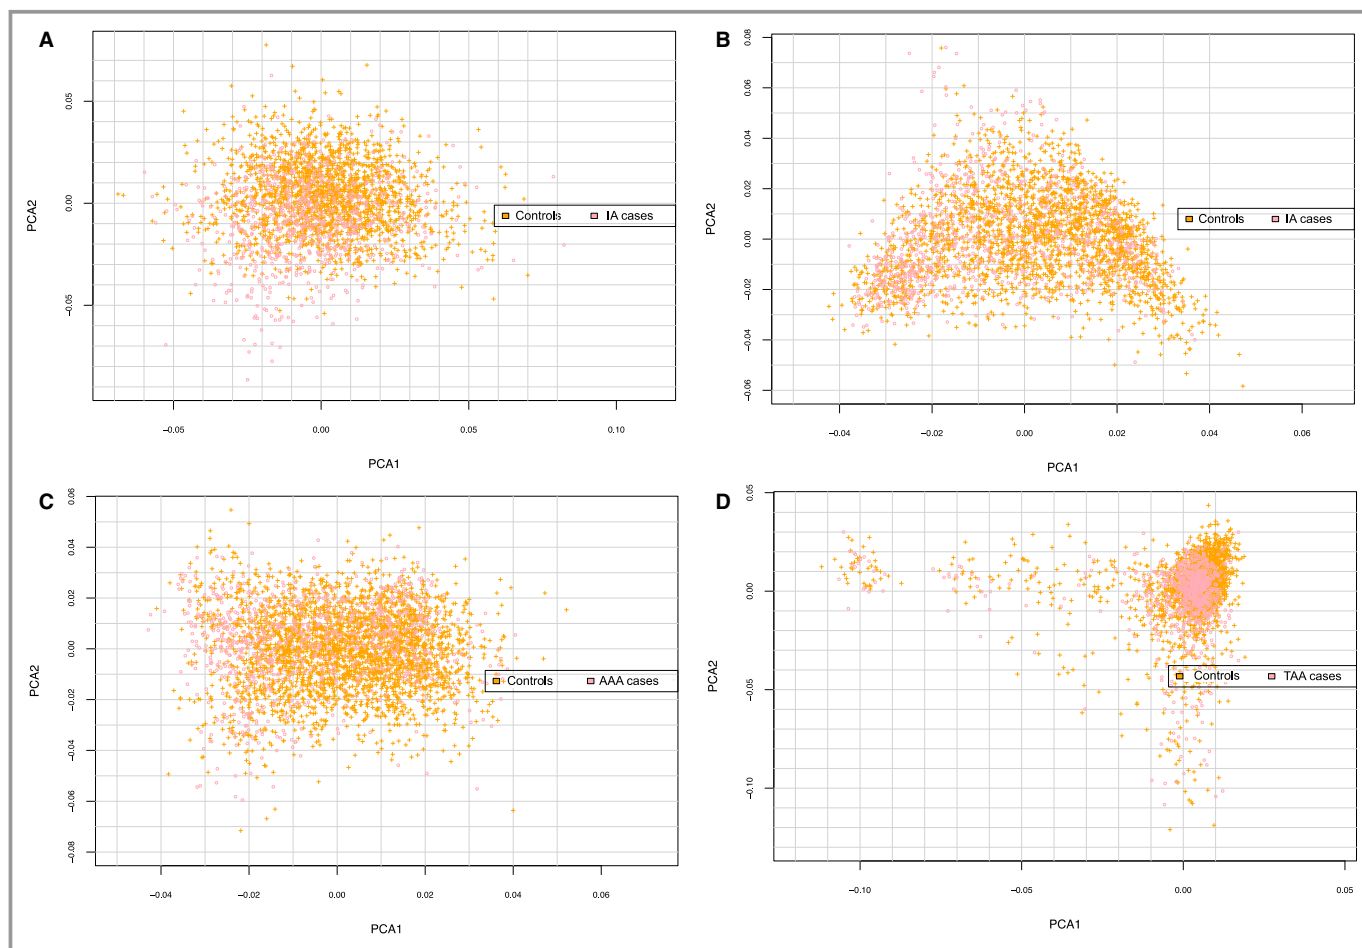 A
PCA2
0.05
0.00
−0.05
Controls IA cases
−0.05 0.00 0.05 0.10
PCA1
B
PCA2
0.08
0.06
0.04
0.02
0.00
−0.02
−0.04
−0.06
Controls IA cases
−0.04 −0.02 0.00 0.02 0.04 0.06
PCA1
C
PCA2
0.06
0.04
0.02
0.00
−0.02
−0.04
−0.06
−0.08
Controls AAA cases
−0.04 −0.02 0.00 0.02 0.04 0.06
PCA1
D
PCA2
0.05
0.00
−0.05
−0.10
Controls TAA cases
−0.10 −0.05 0.00 0.05
PCA1